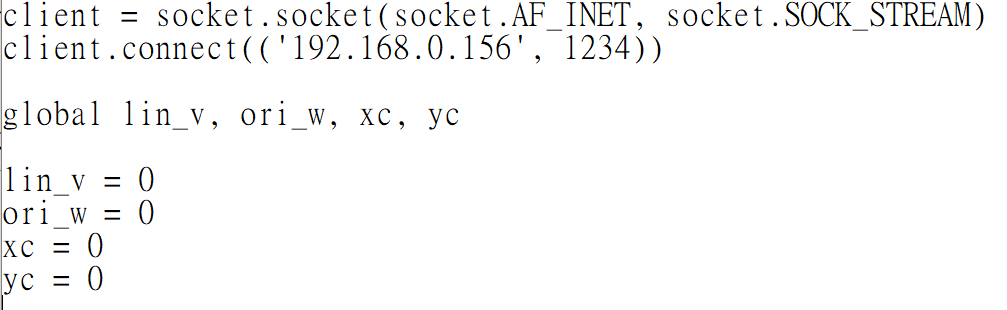 client = socket.socket(socket.AF_INET, socket.SOCK_STREAM)
client.connect(('192.168.0.156', 1234))
global lin_v, ori_w, xc, yc
lin_v = 0
ori_w = 0
xc = 0
yc = 0